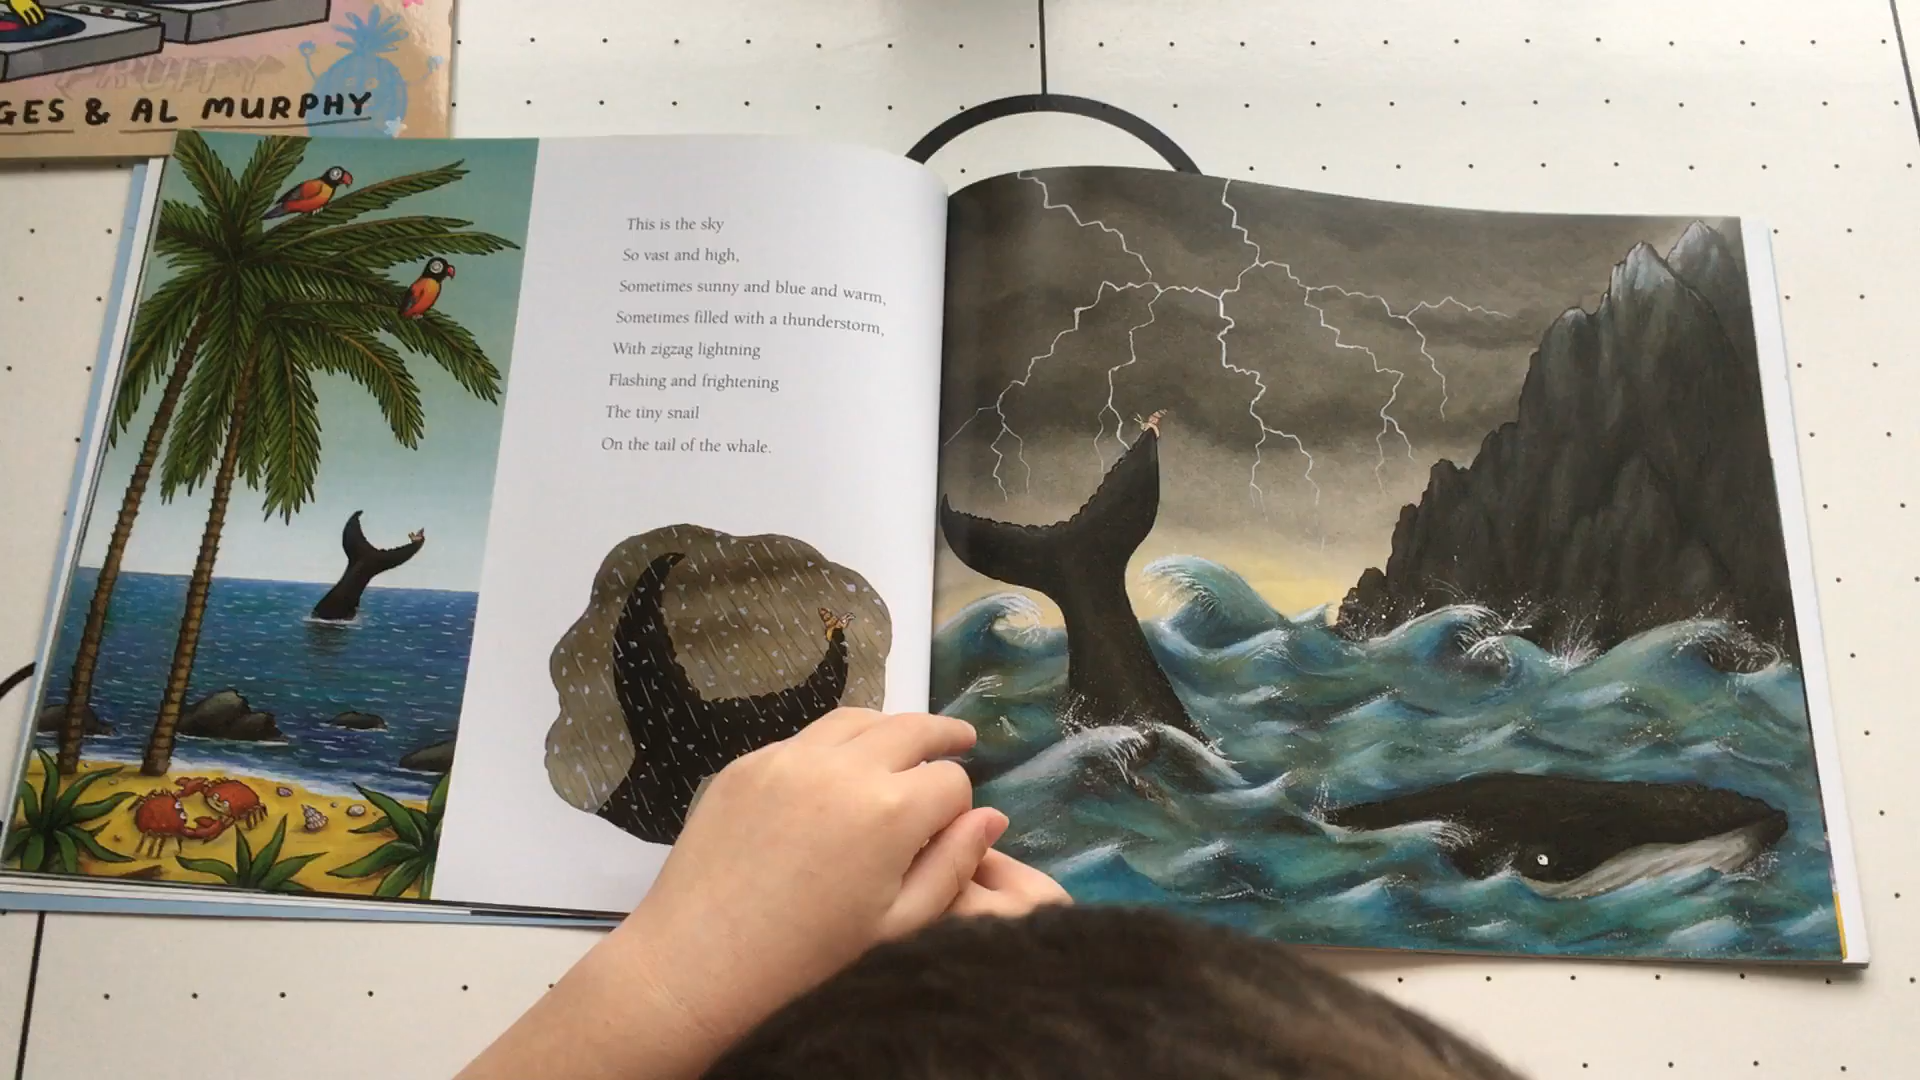 GES & AL MURPHY
This is the sky
So vast and high,
Sometimes sunny and blue and warm,
Sometimes filled with a thunderstorm,
With zigzag lightning
Flashing and frightening
The tiny snail
On the tail of the whale.